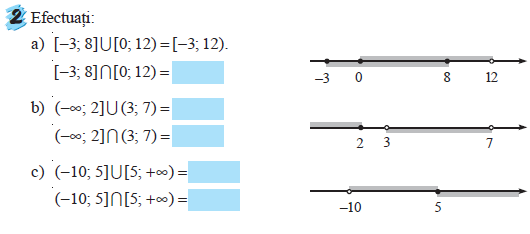 2 Efectuați:
a) [–3; 8]⋃[0; 12) = [–3; 12).
[–3; 8]⋂[0; 12) =
–3 0 8 12
b) (–∞; 2]⋃(3; 7) =
(–∞; 2]⋂(3; 7) =
2 3 7
c) (–10; 5]⋃[5; +∞) =
(–10; 5]⋂[5; +∞) =
–10 5